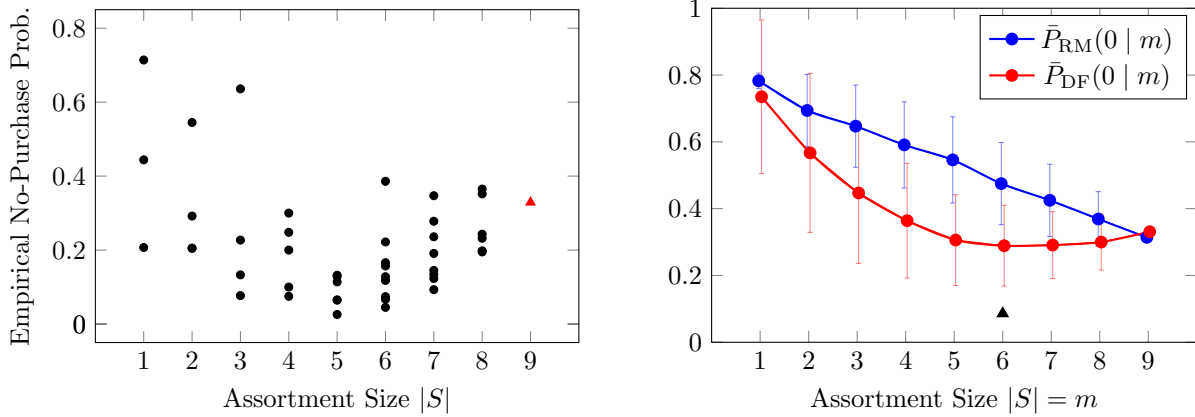 Empirical No-Purchase Prob.
0.8
0.6
0.4
0.2
0
1 2 3 4 5 6 7 8 9
Assortment Size |S|
1
0.8
0.6
0.4
0.2
0
P̄_RM(0 | m)
P̄_DF(0 | m)
1 2 3 4 5 6 7 8 9
Assortment Size |S| = m